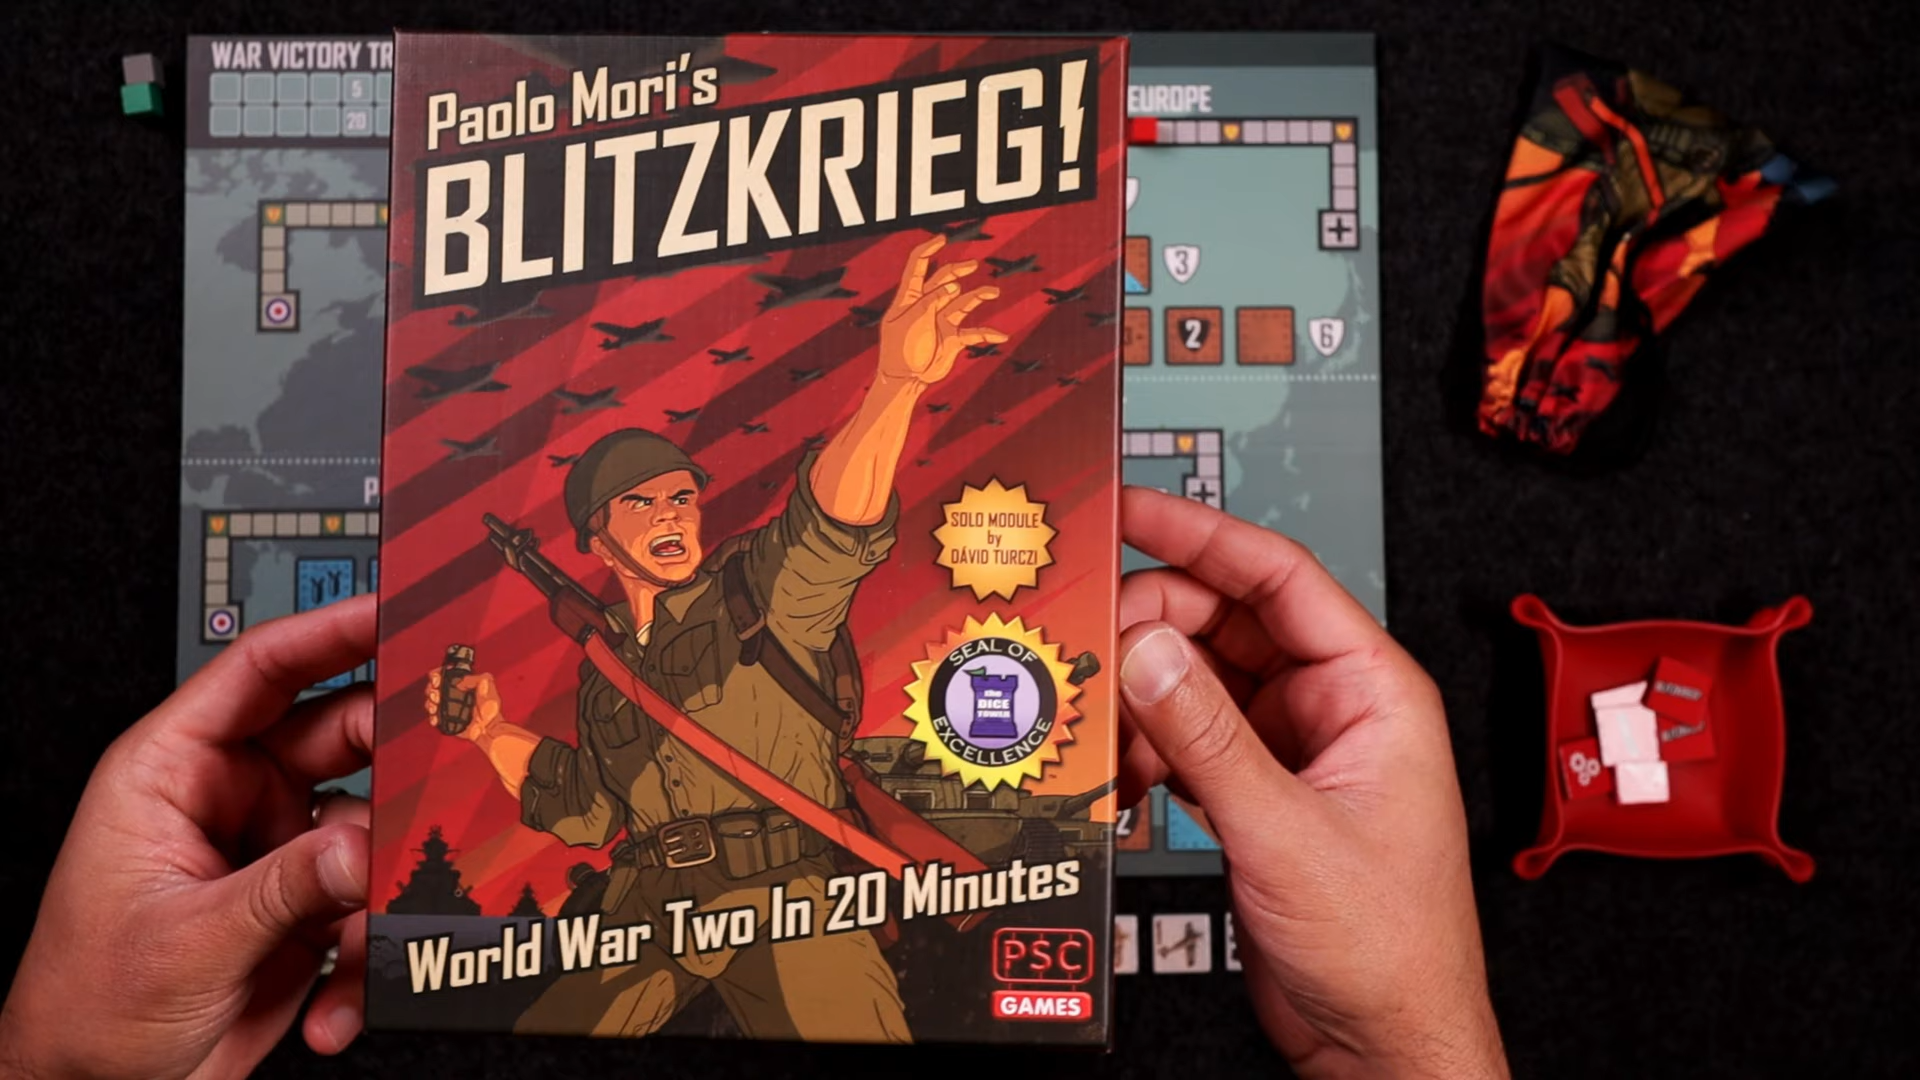 WAR VICTORY TR
5
20
Paolo Mori's
BLITZKRIEG!
EUROPE
3
2
6
P
SOLO MODULE
by
DÁVID TURCZI
SEAL OF
the
DICE
TOWER
EXCELLENCE
2
World War Two In 20 Minutes
PSC
GAMES